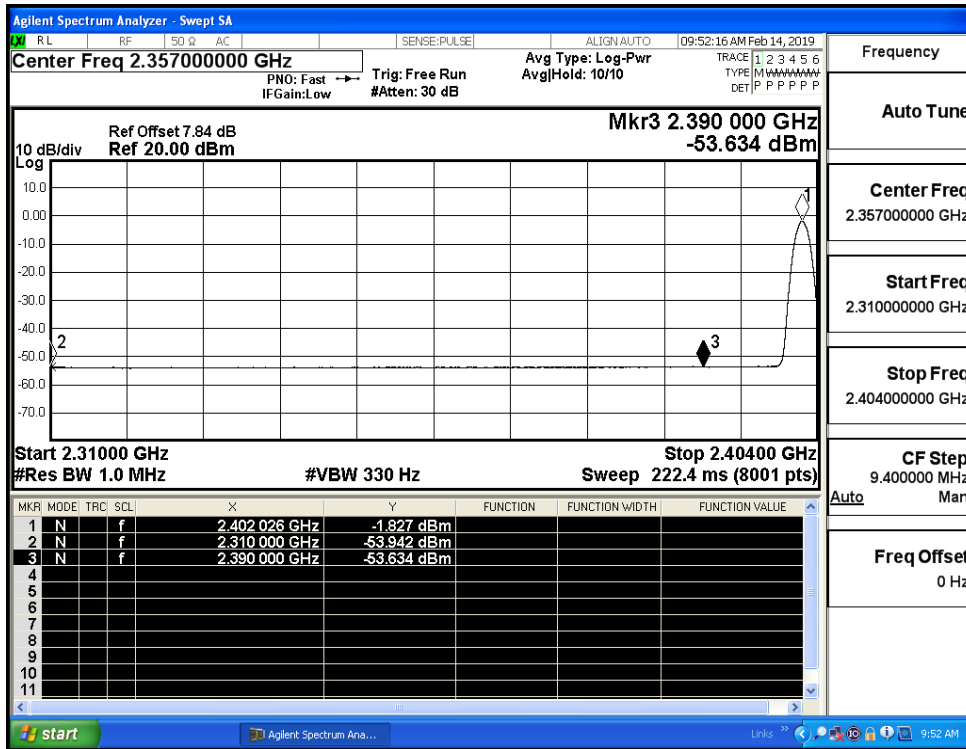 Agilent Spectrum Analyzer - Swept SA
LXI RL RF 50 Ω AC SENSE:PULSE ALIGN AUTO 09:52:16 AM Feb 14, 2019
Center Freq 2.357000000 GHz
PNO: Fast
IFGain:Low
Trig: Free Run
#Atten: 30 dB
Avg Type: Log-Pwr
Avg|Hold: 10/10
TRACE 1 2 3 4 5 6
TYPE M WWWWW
DET P P P P P P
Mkr3 2.390 000 GHz
-53.634 dBm
Ref Offset 7.84 dB
10 dB/div Ref 20.00 dBm
Log
10.0
0.00
-10.0
-20.0
-30.0
-40.0
-50.0
-60.0
-70.0
1
2
3
Start 2.31000 GHz Stop 2.40400 GHz
#Res BW 1.0 MHz #VBW 330 Hz Sweep 222.4 ms (8001 pts)
MKR MODE TRC SCL X Y FUNCTION FUNCTION WIDTH FUNCTION VALUE
1 N f 2.402 026 GHz -1.827 dBm
2 N f 2.310 000 GHz -53.942 dBm
3 N f 2.390 000 GHz -53.634 dBm
4
5
6
7
8
9
10
11
Frequency
Auto Tune
Center Freq
2.357000000 GHz
Start Freq
2.310000000 GHz
Stop Freq
2.404000000 GHz
CF Step
9.400000 MHz
Auto Man
Freq Offset
0 Hz
start Agilent Spectrum Ana... Links 9:52 AM